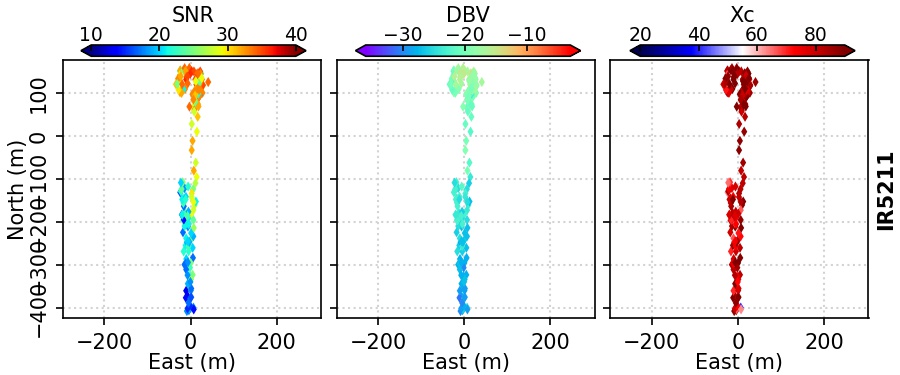 SNR DBV Xc
10 20 30 40 −30 −20 −10 20 40 60 80
North (m)
100
0
−100
−200
−300
−400
IR5211
−200 0 200 −200 0 200 −200 0 200
East (m) East (m) East (m)